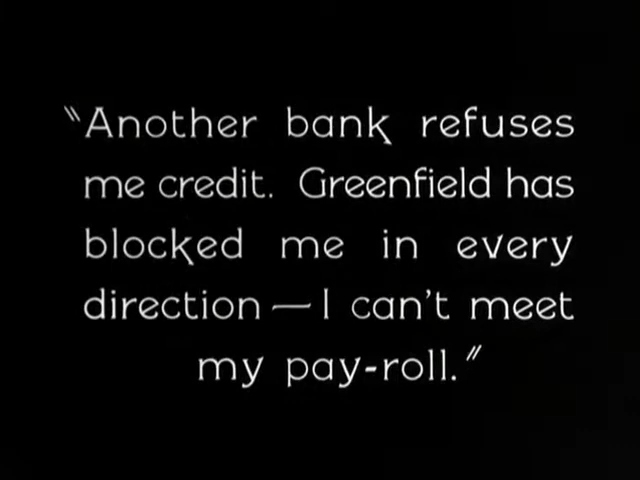 "Another bank refuses
me credit. Greenfield has
blocked me in every
direction — I can't meet
my pay-roll."